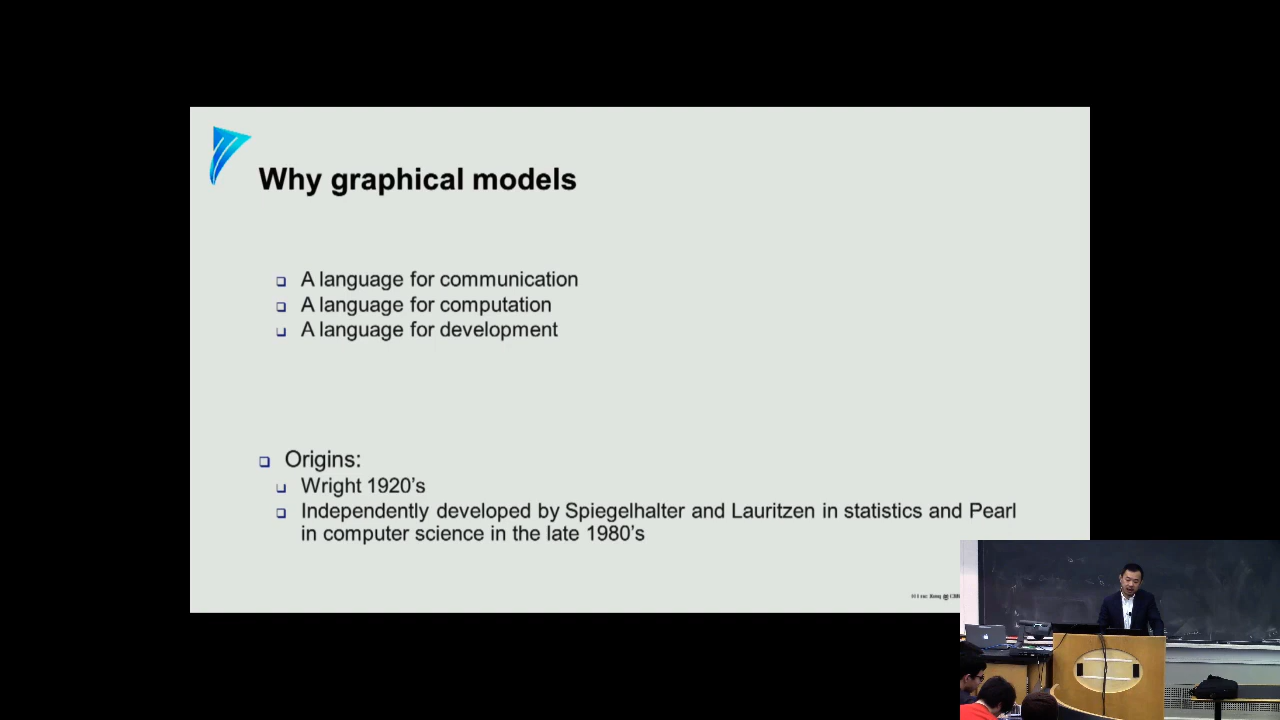 Why graphical models
A language for communication
A language for computation
A language for development
Origins:
Wright 1920’s
Independently developed by Spiegelhalter and Lauritzen in statistics and Pearl
in computer science in the late 1980’s
Xing @